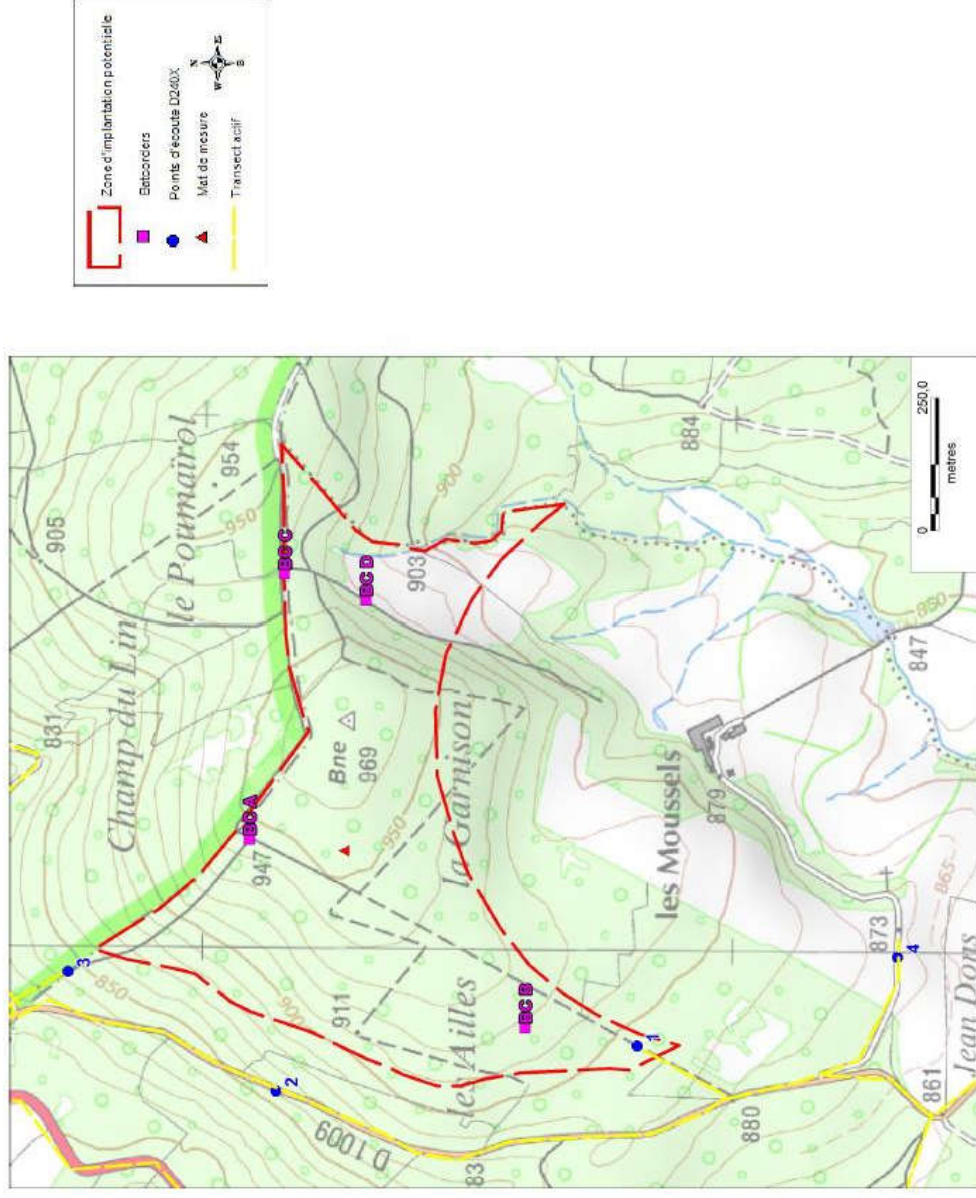 Zone d'implantation potentielle
Batcorders
Points d'écoute D240X
Mat de mesure
Transect actif
N
W
E
S
905
831
Champ du Lin
le Poumaïrol
954
950
3
947
BC A
BC C
BC D
Bne
969
903
900
850
900
911
950
2
D.1009
les Ailles
la Garnison
BC B
1
83
880
les Moussels
879
884
873
4
865
861
Jean Dons
847
850
0
250,0
metres